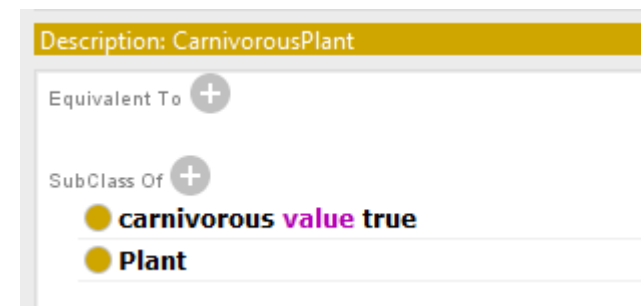 Description: CarnivorousPlant
Equivalent To
SubClass Of
carnivorous value true
Plant